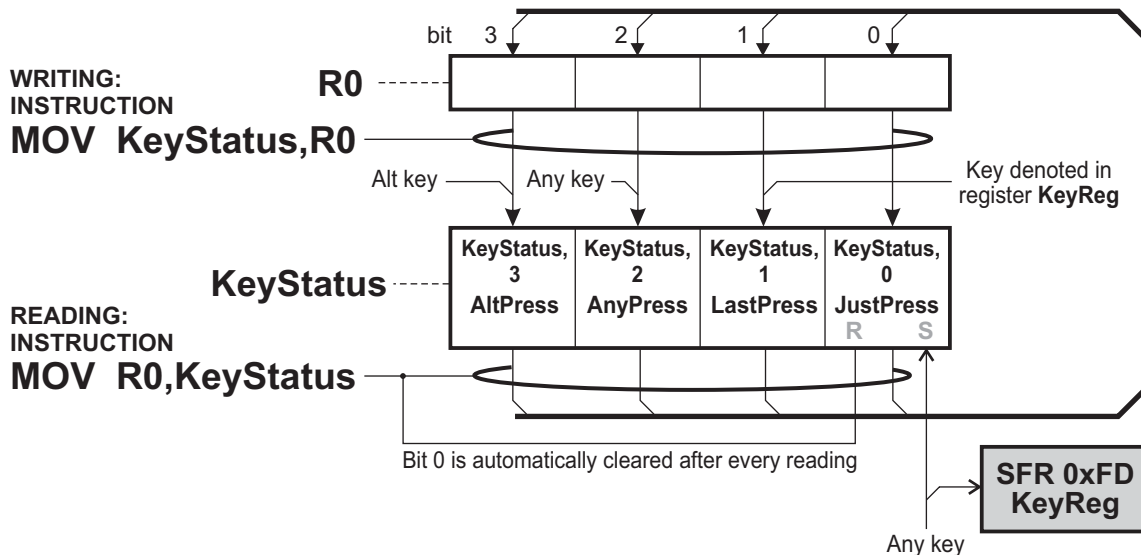 bit 3 2 1 0
WRITING:
INSTRUCTION
R0
MOV KeyStatus,R0
Alt key
Any key
Key denoted in
register KeyReg
KeyStatus,
3
AltPress
KeyStatus,
2
AnyPress
KeyStatus,
1
LastPress
KeyStatus,
0
JustPress
R S
KeyStatus
READING:
INSTRUCTION
MOV R0,KeyStatus
Bit 0 is automatically cleared after every reading
SFR 0xFD
KeyReg
Any key